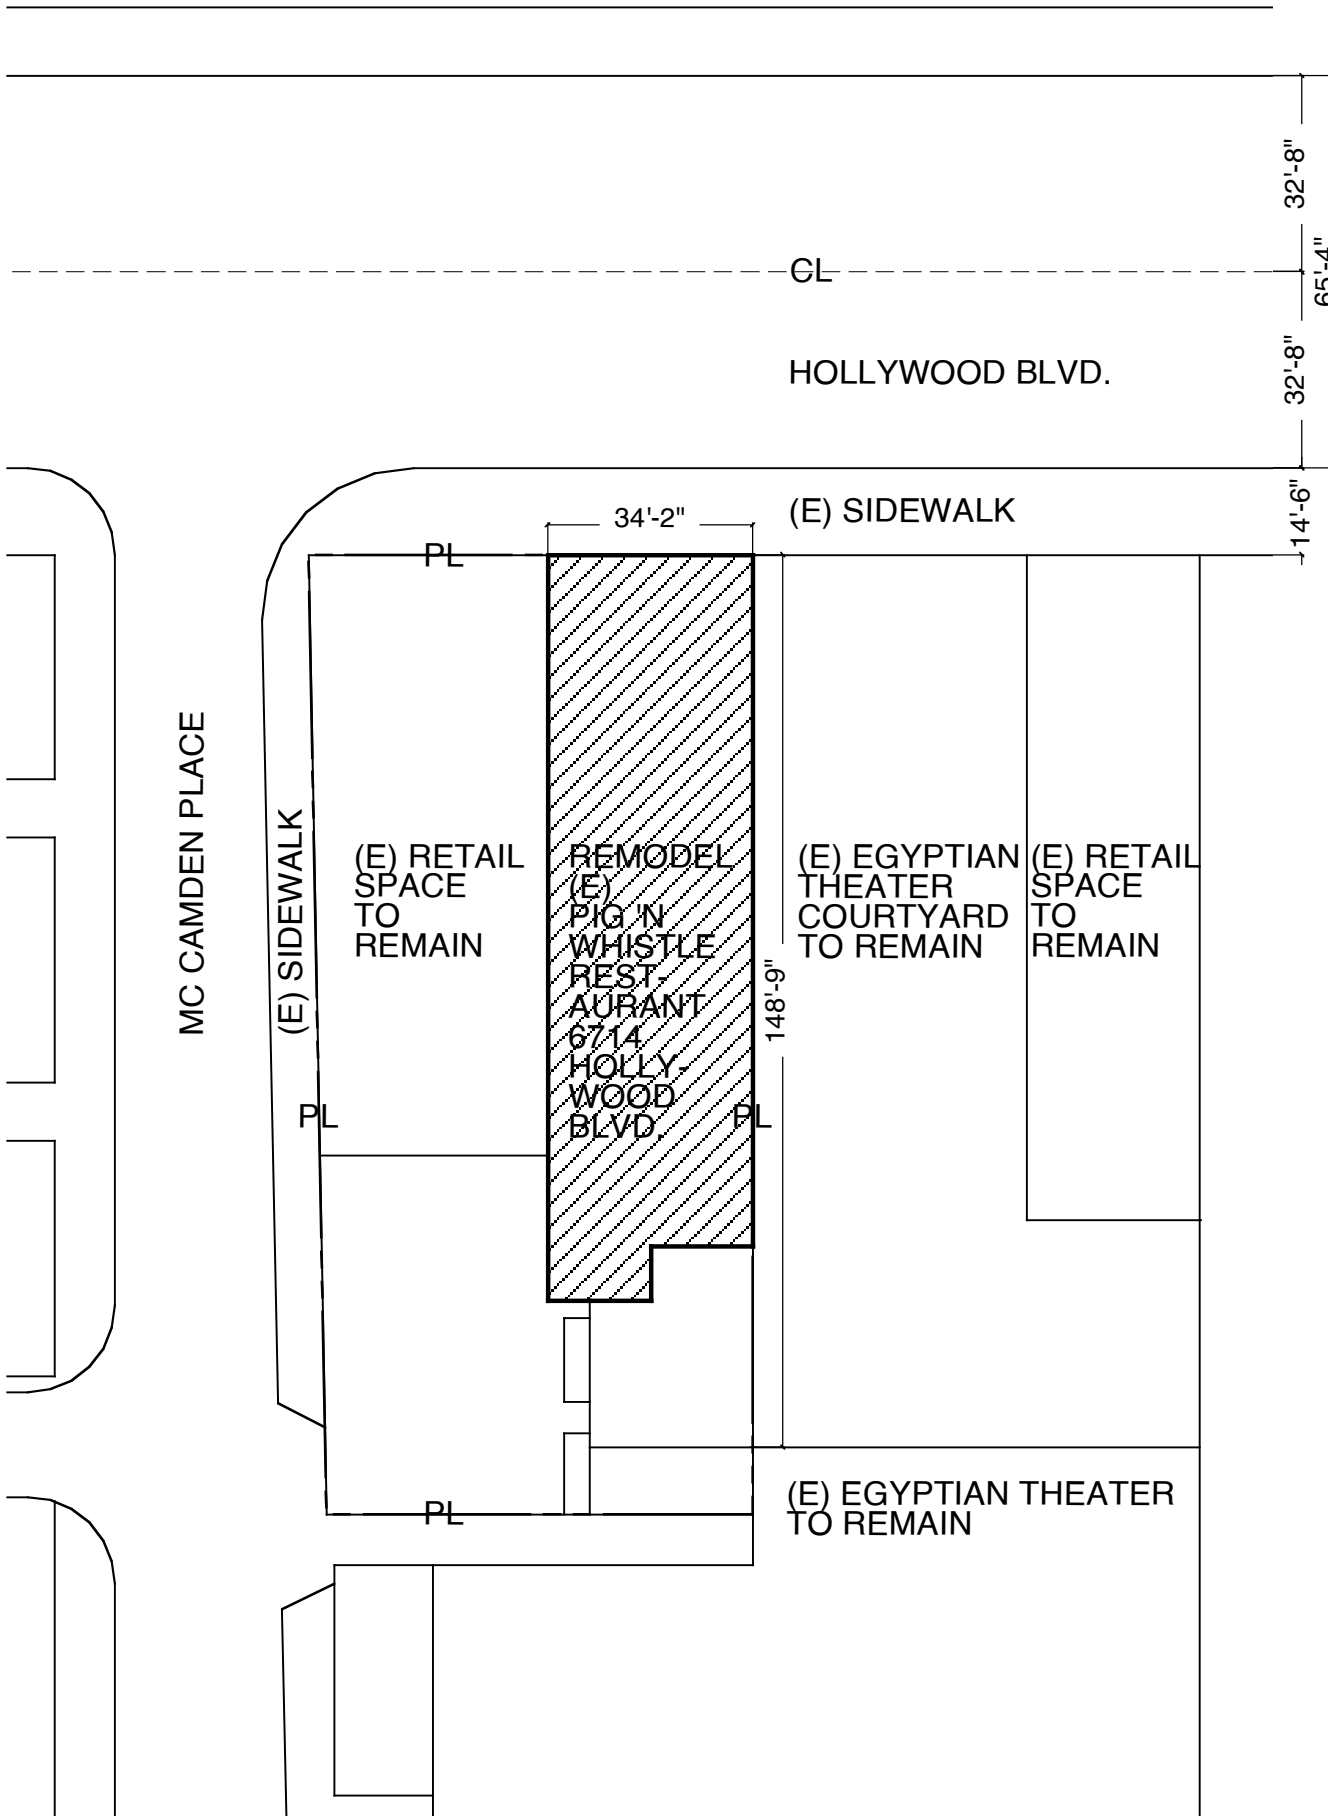 32'-8"
65'-4"
CL
HOLLYWOOD BLVD.
32'-8"
14'-6"
(E) SIDEWALK
34'-2"
PL
MC CAMDEN PLACE
(E) SIDEWALK
(E) RETAIL
SPACE
TO
REMAIN
REMODEL
(E)
PIG 'N
WHISTLE
REST-
AURANT
6714
HOLLY-
WOOD
BLVD.
148'-9"
(E) EGYPTIAN
THEATER
COURTYARD
TO REMAIN
(E) RETAIL
SPACE
TO
REMAIN
PL
PL
PL
(E) EGYPTIAN THEATER
TO REMAIN